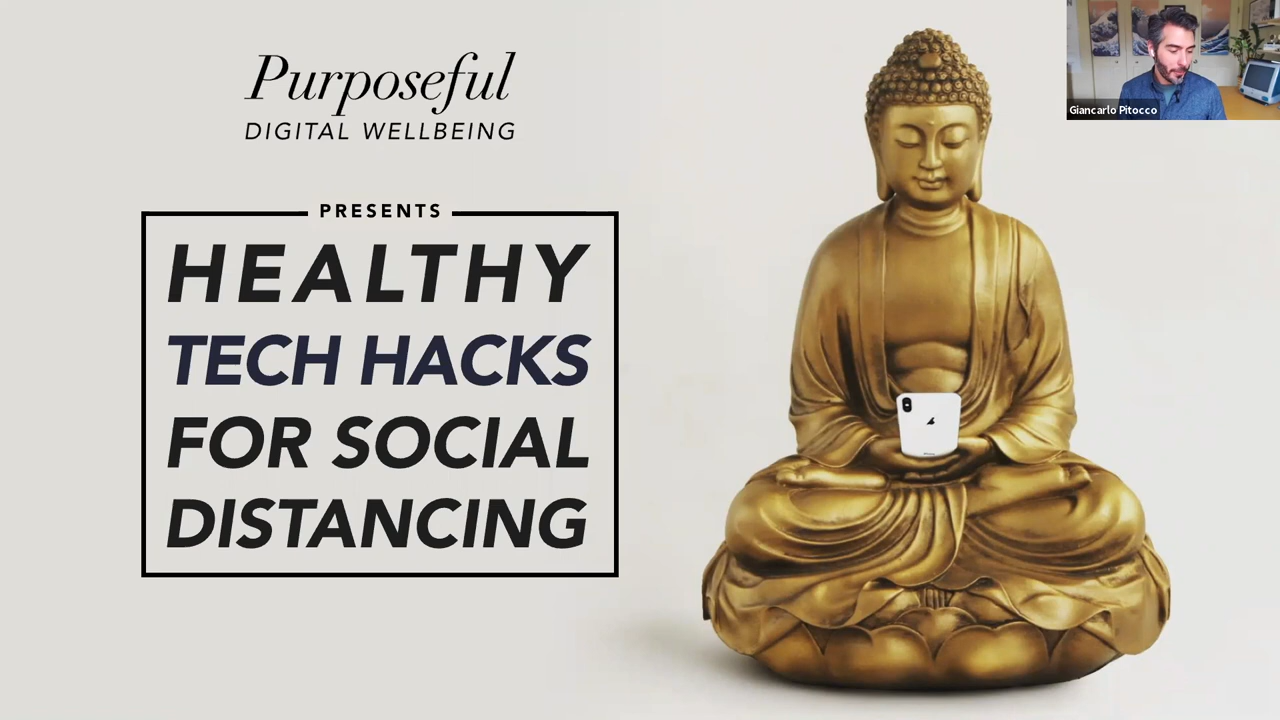 Purposeful
DIGITAL WELLBEING
PRESENTS
HEALTHY
TECH HACKS
FOR SOCIAL
DISTANCING
Giancarlo Pitocco